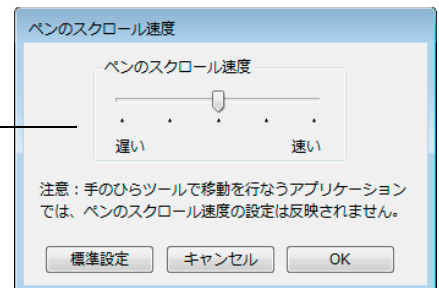 ペンのスクロール速度
ペンのスクロール速度
遅い 速い
注意：手のひらツールで移動を行なうアプリケーション
では、ペンのスクロール速度の設定は反映されません。
標準設定 キャンセル OK